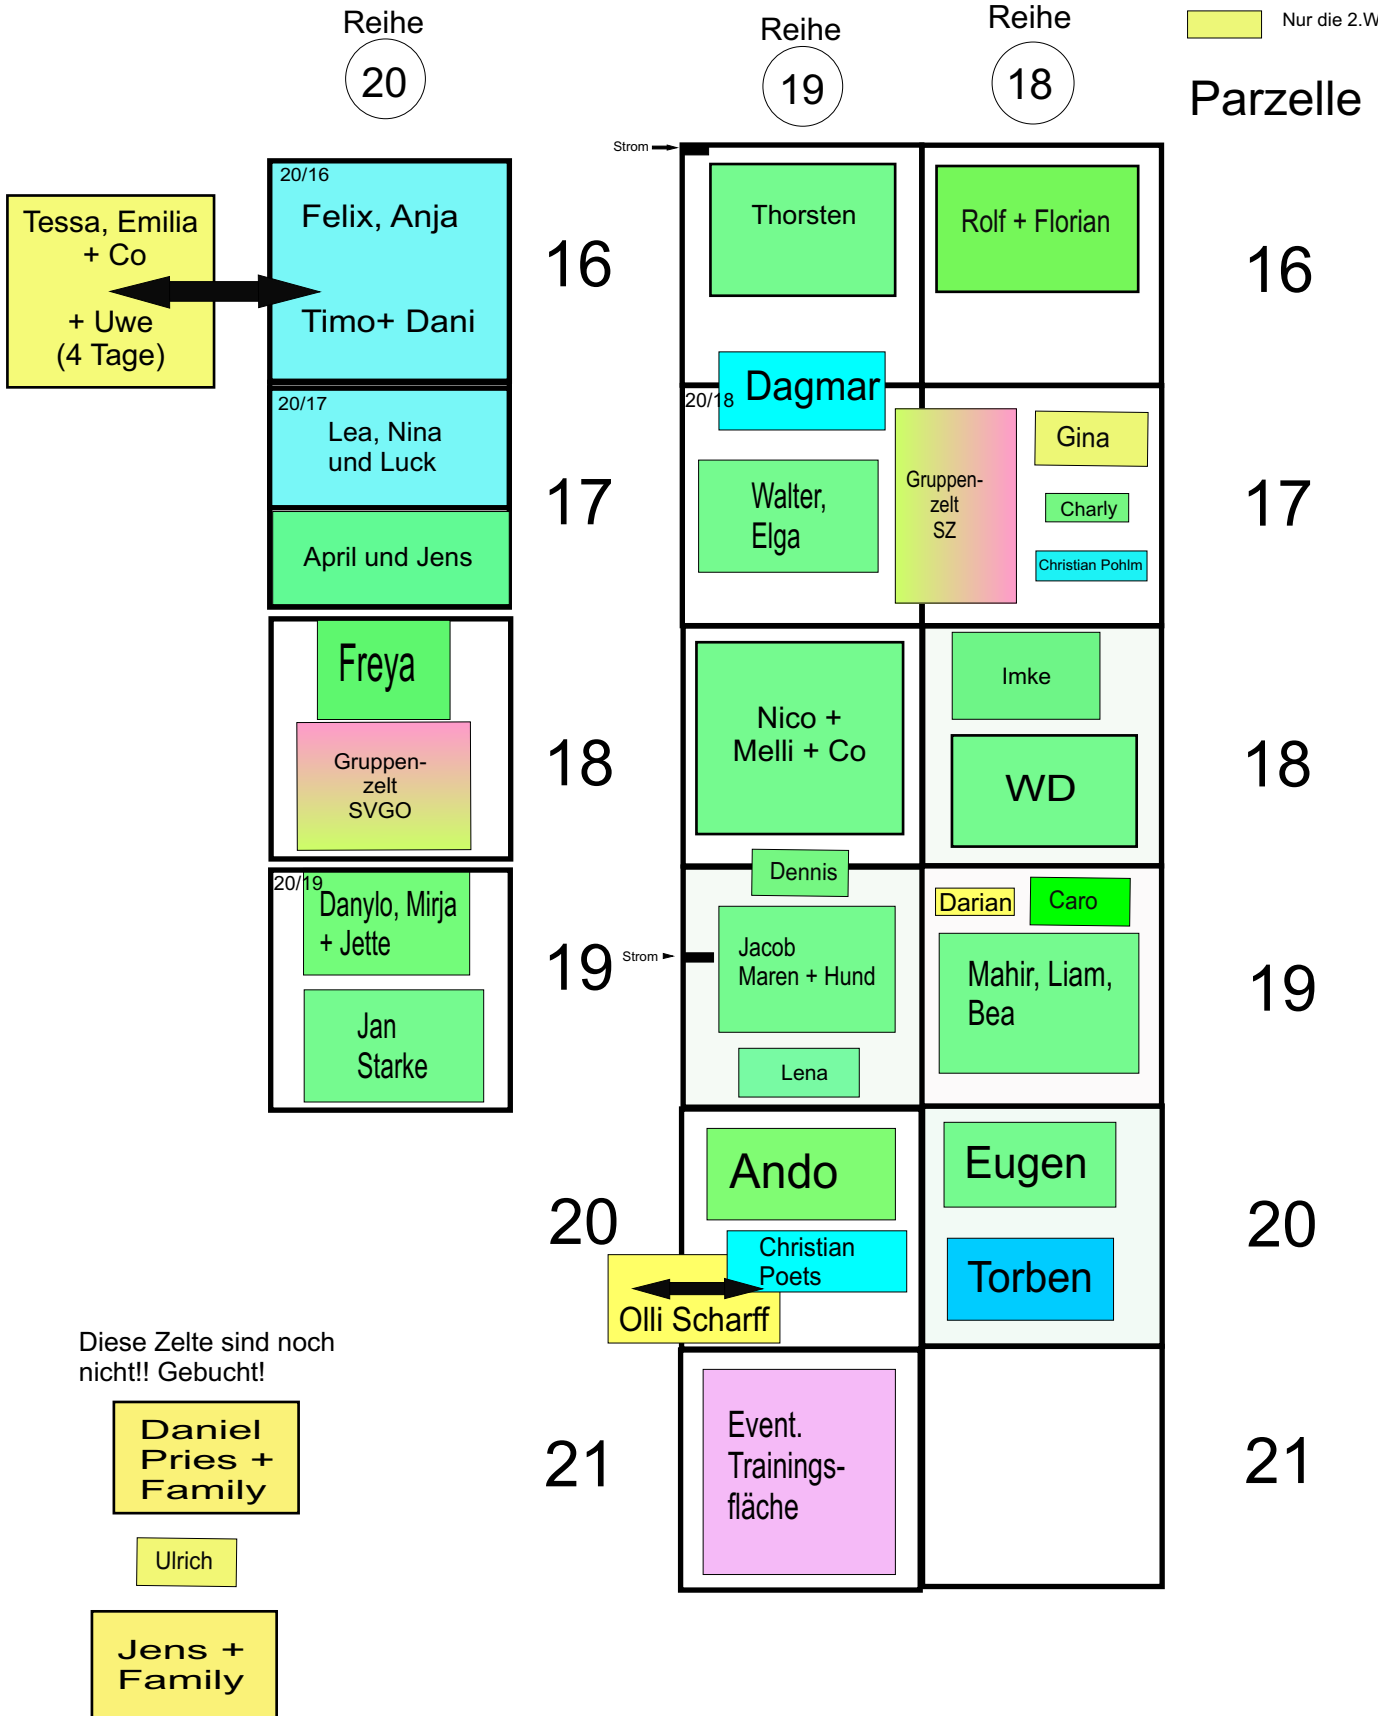 Reihe
20
Reihe
19
Reihe
18
Nur die 2.W
Parzelle
Strom
20/16
Felix, Anja
Timo+ Dani
Tessa, Emilia
+ Co
+ Uwe
(4 Tage)
16
Thorsten
Rolf + Florian
16
20/17
Lea, Nina
und Luck
April und Jens
17
20/18
Dagmar
Walter,
Elga
Gruppen-
zelt
SZ
Gina
Charly
Christian Pohlm
17
Freya
Gruppen-
zelt
SVGO
18
Nico +
Melli + Co
Imke
WD
18
20/19
Danylo, Mirja
+ Jette
Jan
Starke
19
Strom
Dennis
Jacob
Maren + Hund
Lena
Darian
Caro
Mahir, Liam,
Bea
19
20
Ando
Christian
Poets
Olli Scharff
Eugen
Torben
20
21
Event.
Trainings-
fläche
21
Diese Zelte sind noch
nicht!! Gebucht!
Daniel
Pries +
Family
Ulrich
Jens +
Family